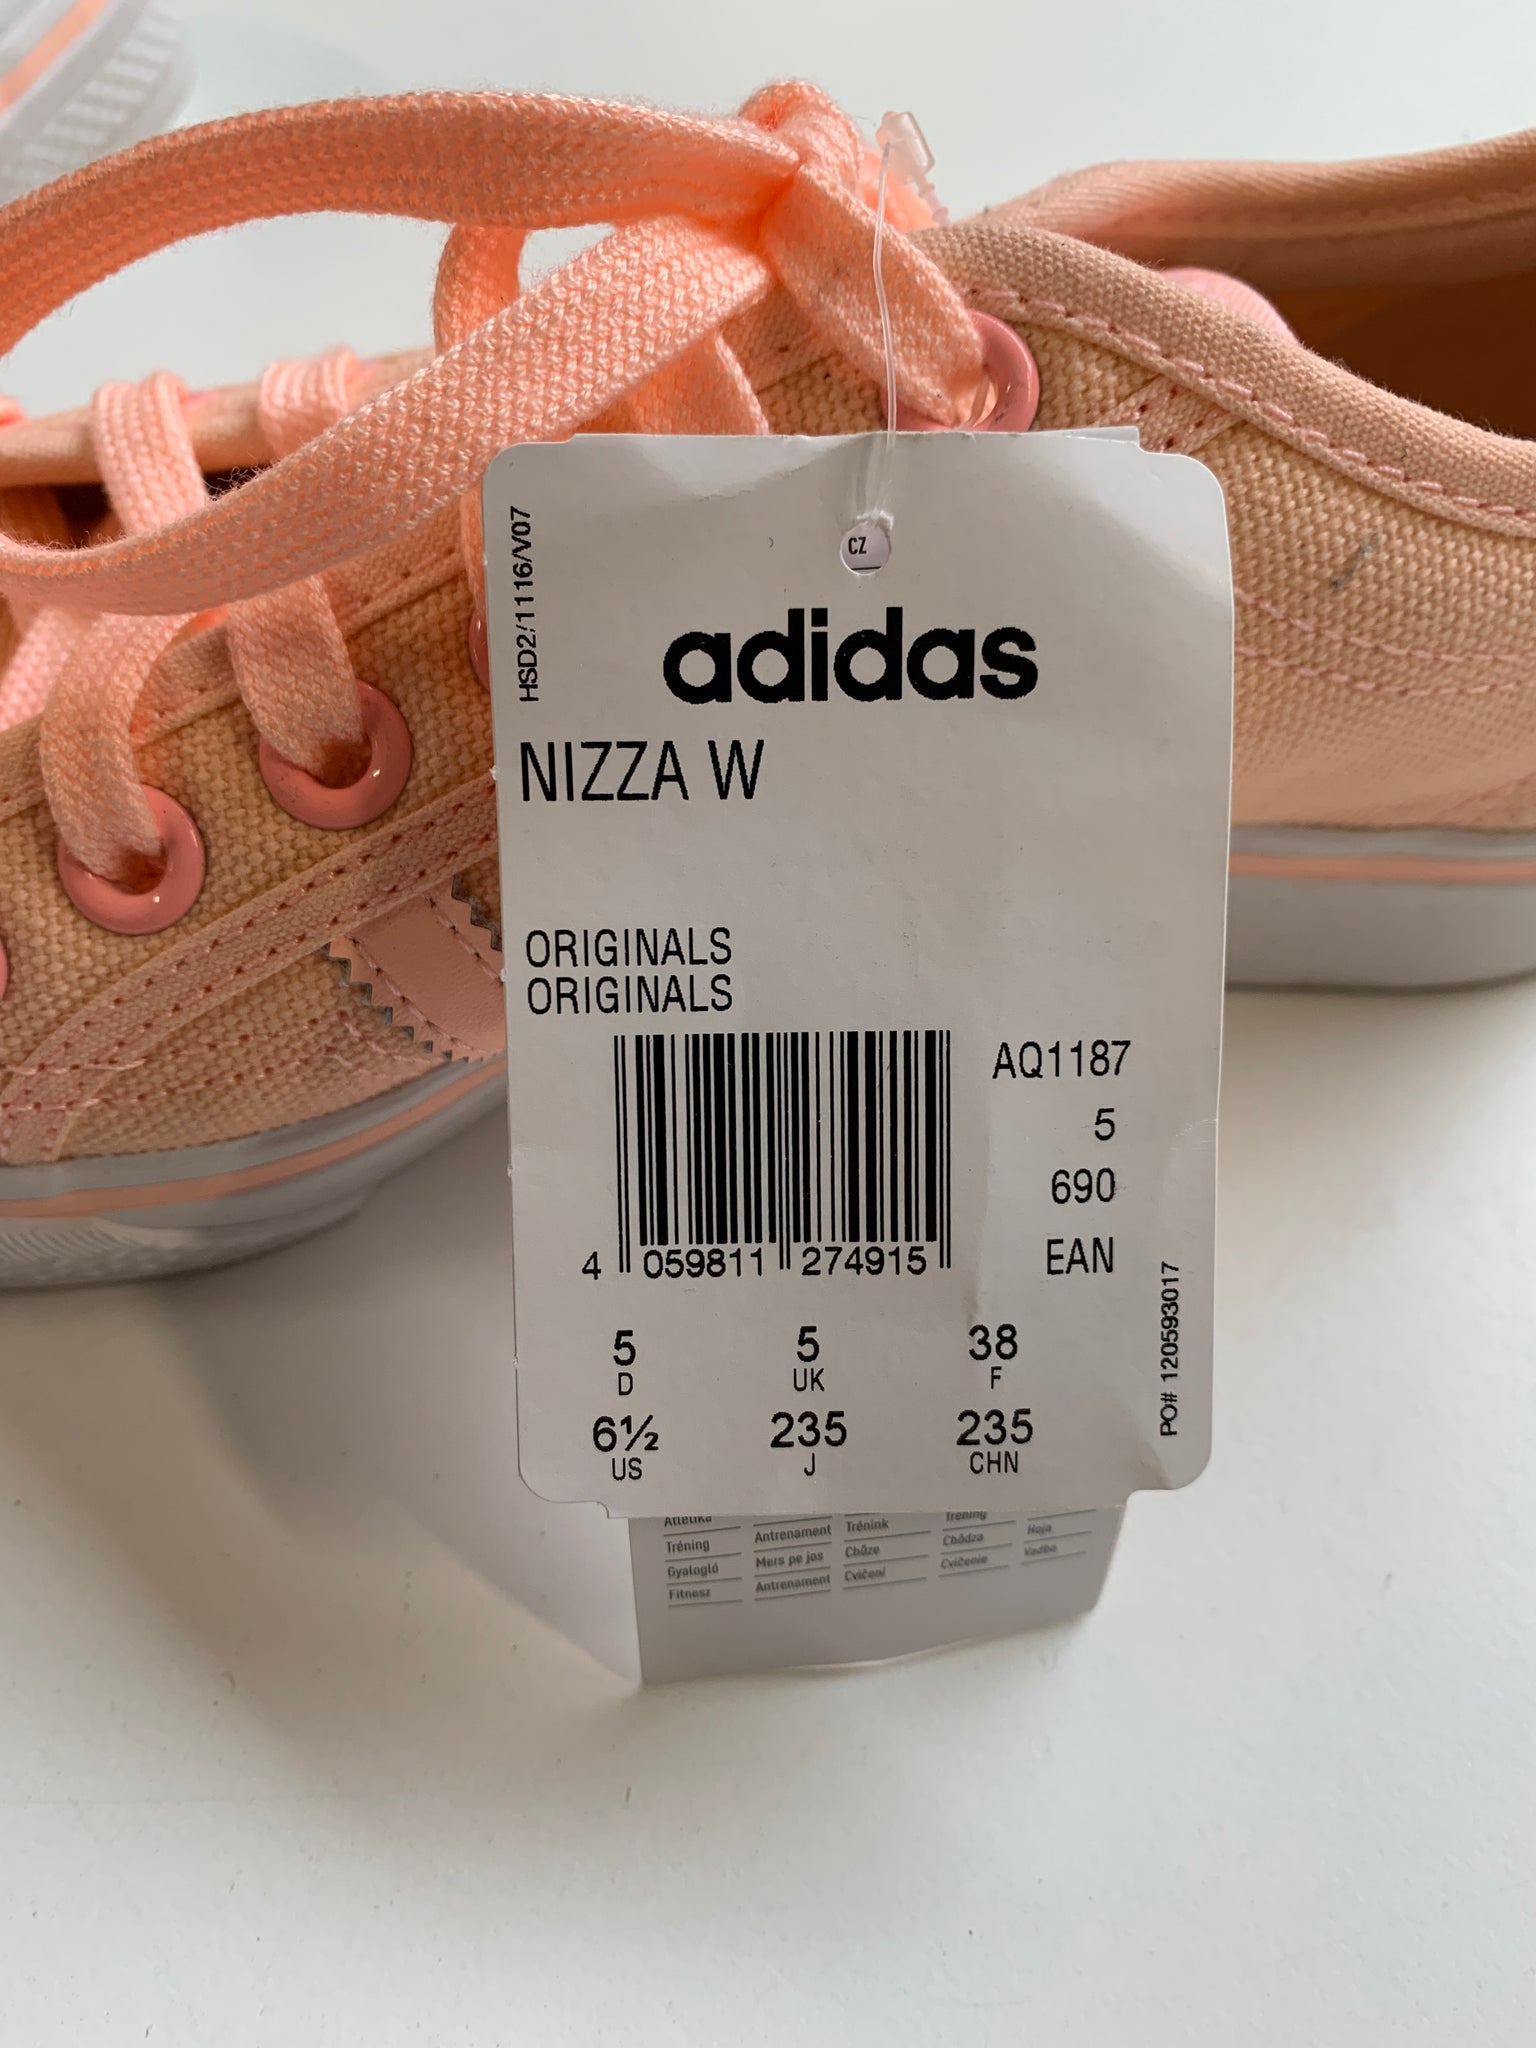 CZ
HSD2/1116/V07
adidas
NIZZA W
ORIGINALS
ORIGINALS
AQ1187
5
690
EAN
4 059811 274915
5 5 38
D UK F
6½ 235 235
US J CHN
PO# 120593017
Atletika Trening
Tréning Antrenament Trénink Chôdza Hoja
Gyalogló Mers pe jos Chůze Cvičenie Vadba
Fitnesz Antrenament Cvičení